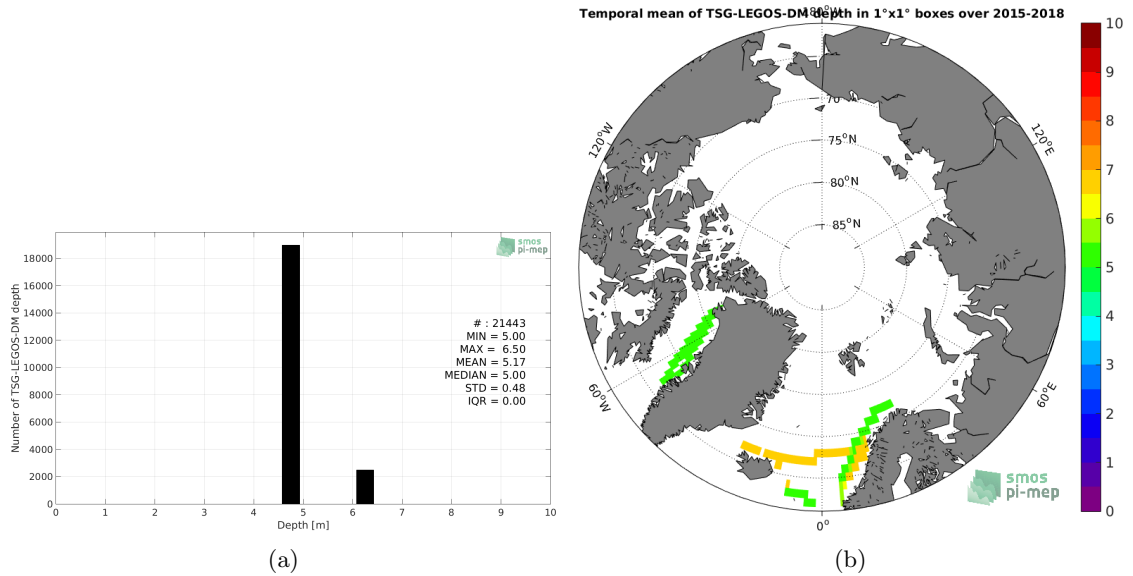 18000
16000
14000
12000
10000
8000
6000
4000
2000
0
Number of TSG-LEGOS-DM depth
smos
pi-mep
# : 21443
MIN = 5.00
MAX = 6.50
MEAN = 5.17
MEDIAN = 5.00
STD = 0.48
IQR = 0.00
0 1 2 3 4 5 6 7 8 9 10
Depth [m]
(a)
Temporal mean of TSG-LEGOS-DM depth in 1°x1° boxes over 2015-2018
180°W
120°W
120°E
70
75°N
80°N
85°N
60°W
60°E
0°
smos
pi-mep
10
9
8
7
6
5
4
3
2
1
0
(b)